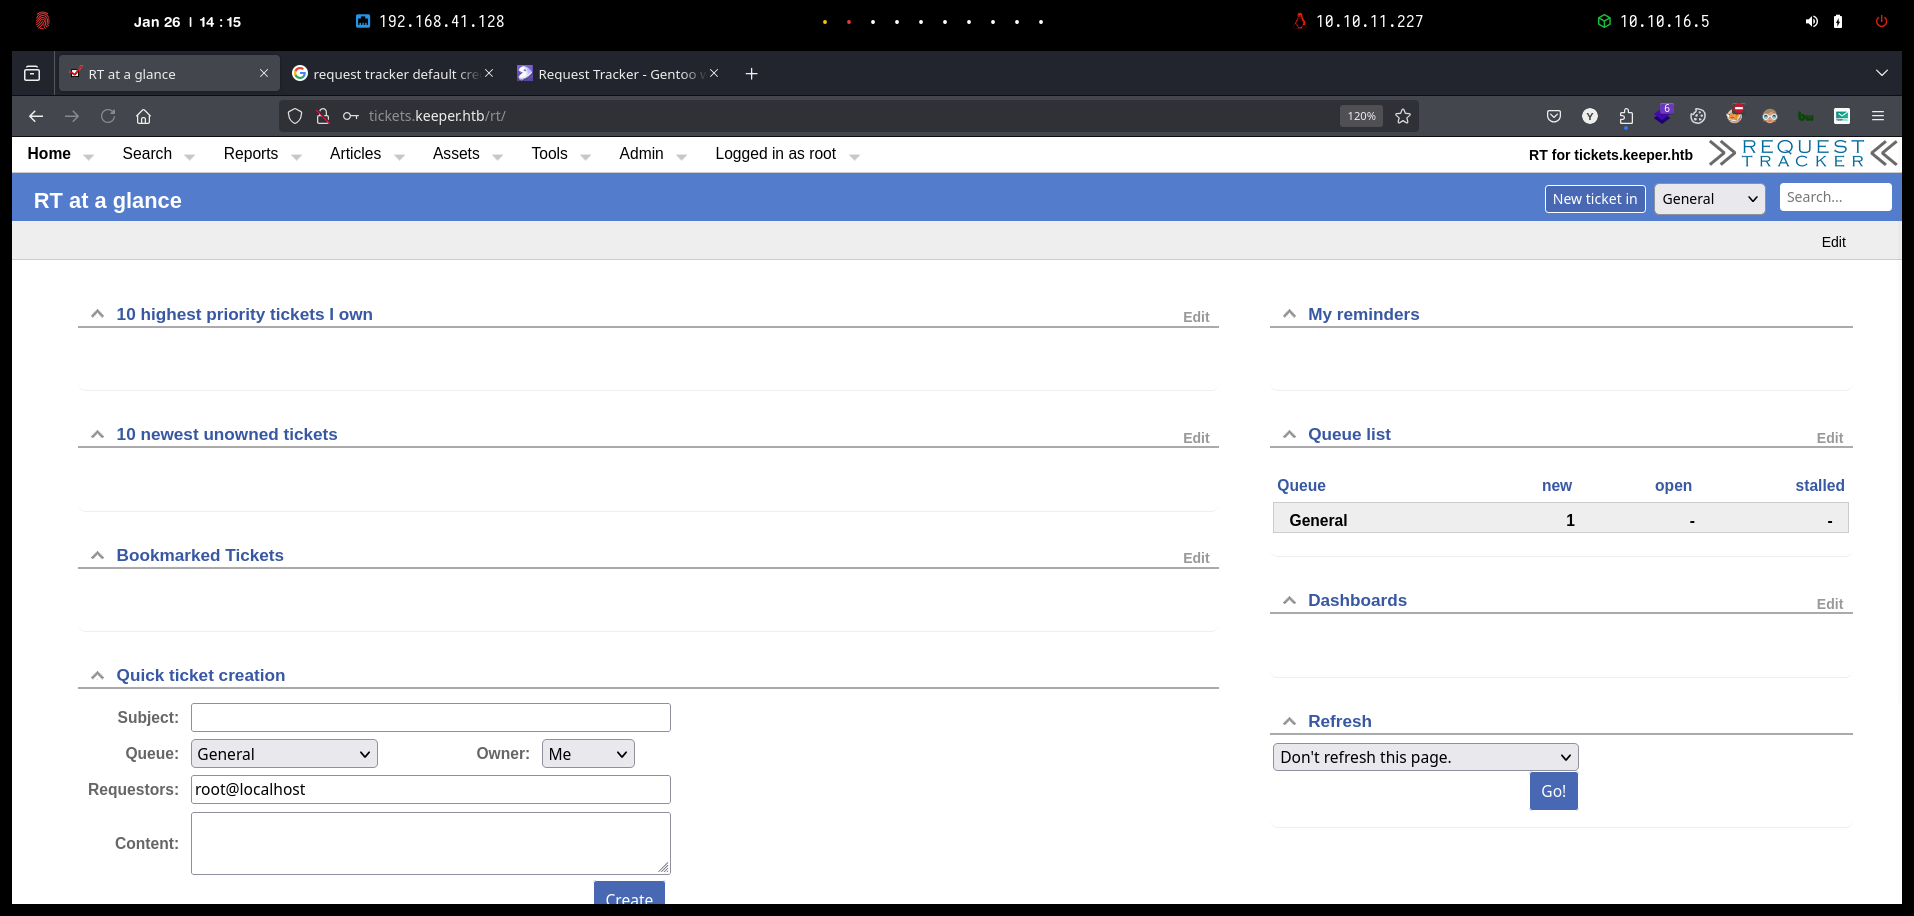 Jan 26 | 14 : 15 192.168.41.128 10.10.11.227 10.10.16.5
RT at a glance request tracker default cre Request Tracker - Gentoo
tickets.keeper.htb/rt/ 120% Y 6 bw
Home Search Reports Articles Assets Tools Admin Logged in as root RT for tickets.keeper.htb REQUEST TRACKER
RT at a glance New ticket in General Search...
Edit
10 highest priority tickets I own Edit
My reminders
10 newest unowned tickets Edit
Queue list Edit
Queue new open stalled
General 1 - -
Bookmarked Tickets Edit
Dashboards Edit
Quick ticket creation
Subject:
Queue: General Owner: Me
Requestors: root@localhost
Content:
Create
Refresh
Don't refresh this page.
Go!